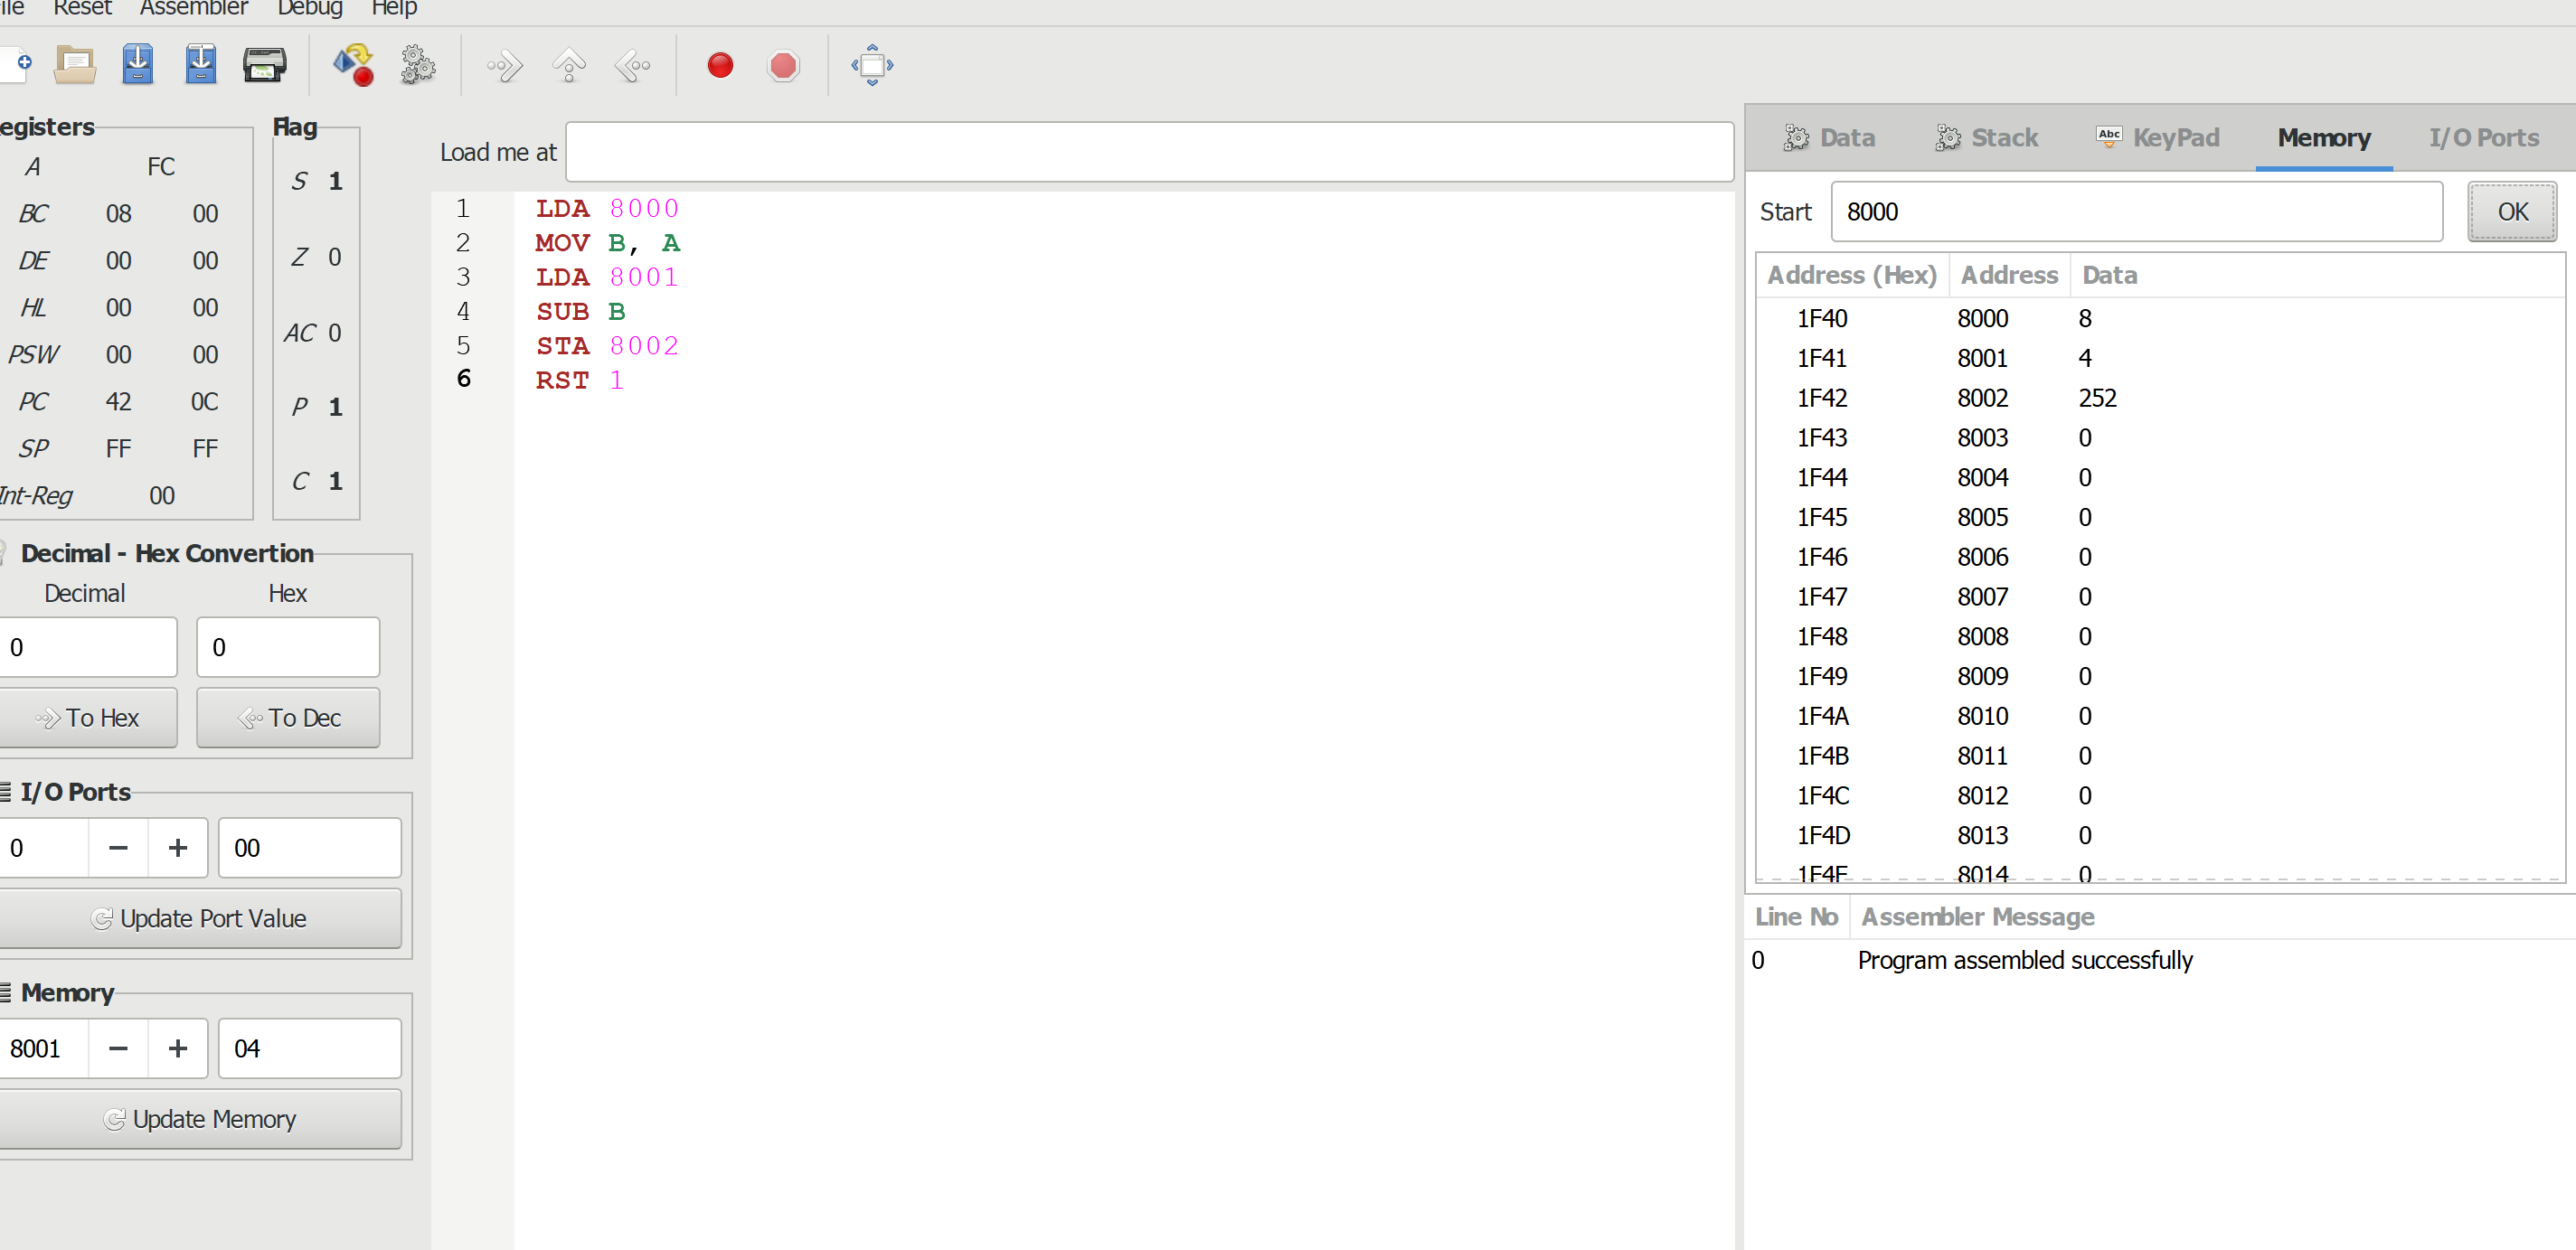 ile Reset Assembler Debug Help
egisters
A FC
BC 08 00
DE 00 00
HL 00 00
PSW 00 00
PC 42 0C
SP FF FF
Int-Reg 00
Flag
S 1
Z 0
AC 0
P 1
C 1
Decimal - Hex Convertion
Decimal Hex
0 0
To Hex To Dec
I/O Ports
0 − + 00
Update Port Value
Memory
8001 − + 04
Update Memory
Load me at
1 LDA 8000
2 MOV B, A
3 LDA 8001
4 SUB B
5 STA 8002
6 RST 1
Data Stack Abc KeyPad Memory I/O Ports
Start 8000 OK
Address (Hex) Address Data
1F40 8000 8
1F41 8001 4
1F42 8002 252
1F43 8003 0
1F44 8004 0
1F45 8005 0
1F46 8006 0
1F47 8007 0
1F48 8008 0
1F49 8009 0
1F4A 8010 0
1F4B 8011 0
1F4C 8012 0
1F4D 8013 0
1F4E 8014 0
Line No Assembler Message
0 Program assembled successfully